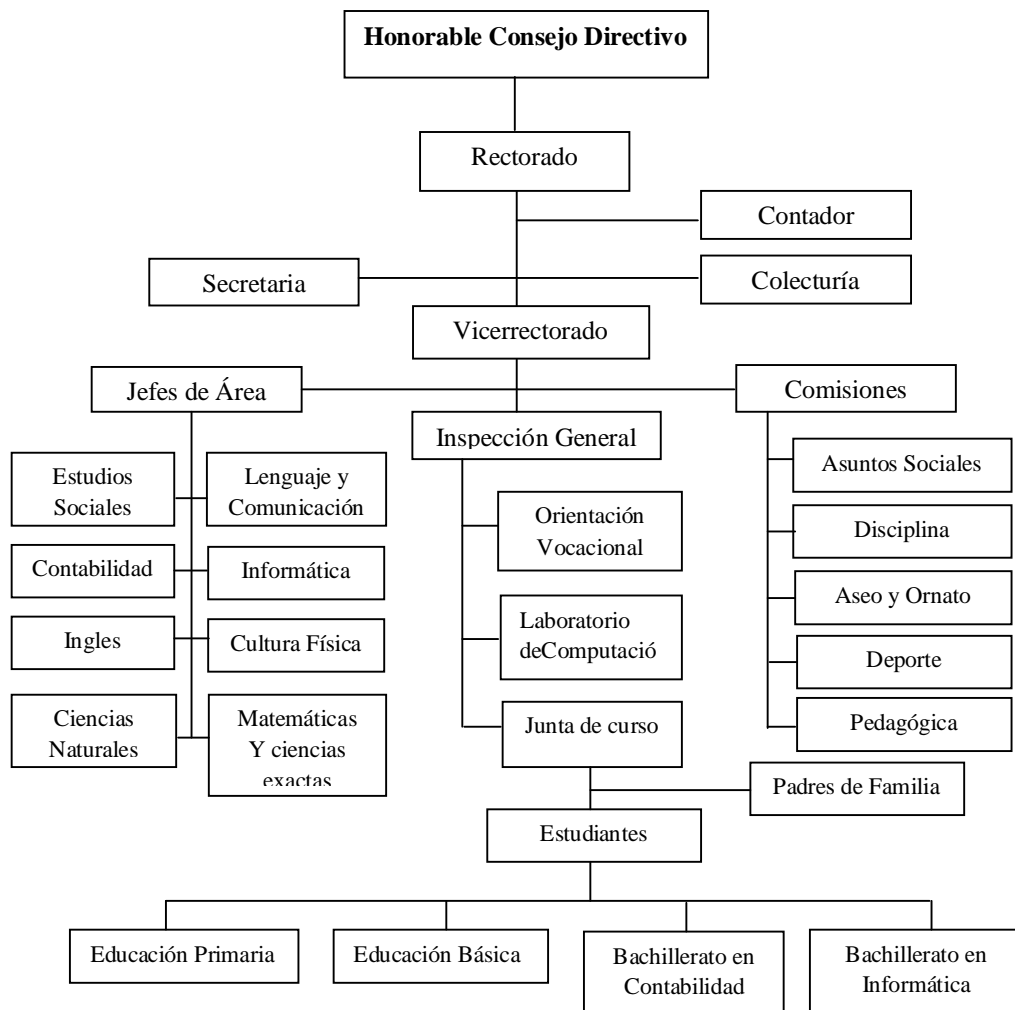 Honorable Consejo Directivo
Rectorado
Contador
Secretaria
Colecturía
Vicerrectorado
Jefes de Área
Comisiones
Inspección General
Estudios
Sociales
Lenguaje y
Comunicación
Asuntos Sociales
Orientación
Vocacional
Disciplina
Contabilidad
Informática
Aseo y Ornato
Ingles
Cultura Física
Laboratorio
deComputació
Deporte
Ciencias
Naturales
Matemáticas
Y ciencias
exactas
Junta de curso
Pedagógica
Padres de Familia
Estudiantes
Educación Primaria
Educación Básica
Bachillerato en
Contabilidad
Bachillerato en
Informática